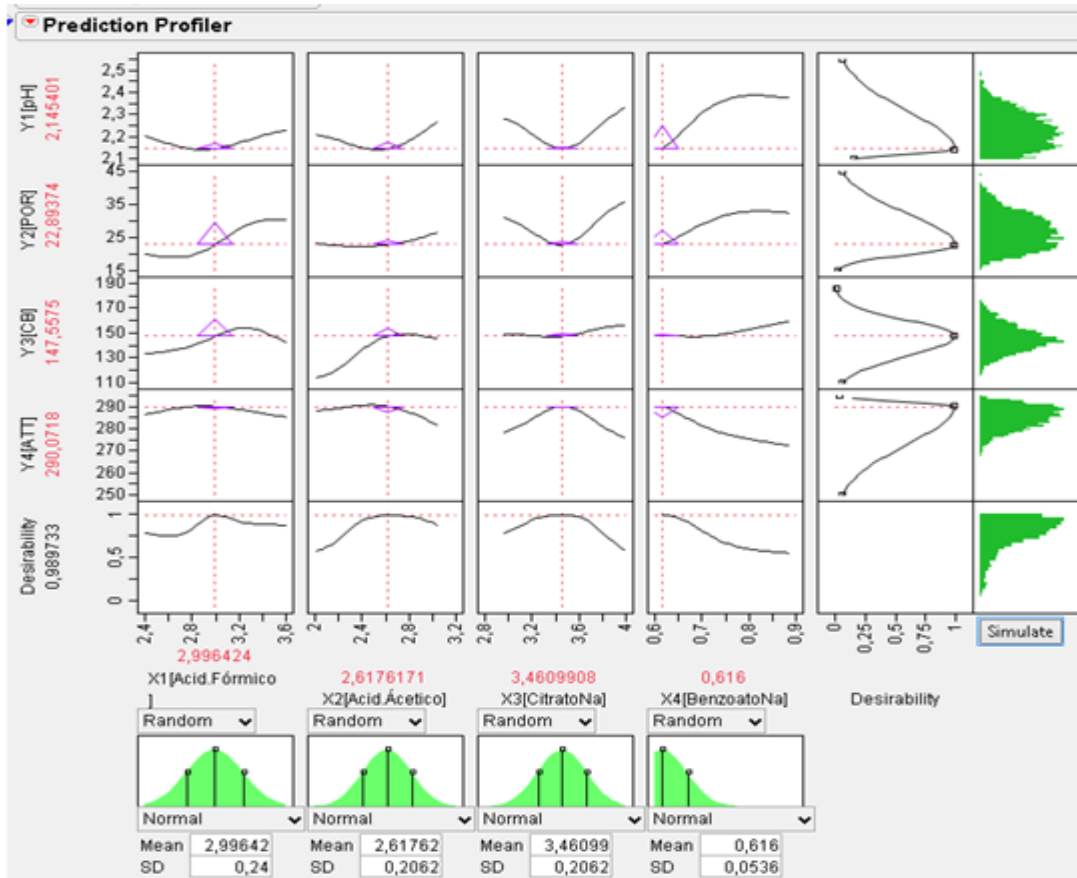 Prediction Profiler
Y1[pH]
2,145401
2,5
2,4
2,3
2,2
2,1
Y2[POR]
22,89374
45
35
25
15
Y3[CB]
147,5575
190
170
150
130
110
Y4[ATT]
290,0718
290
280
270
260
250
Desirability
0,989733
1
0,5
0
2,4
2,8
3,2
3,6
2
2,4
2,8
3,2
2,8
3,2
3,6
4
0,6
0,7
0,8
0,9
0
0,25
0,5
0,75
1
Simulate
2,996424
2,6176171
3,4609908
0,616
X1[Acid.Fórmico
]
X2[Acid.Ácetico]
X3[CitratoNa]
X4[BenzoatoNa]
Desirability
Random
Random
Random
Random
Normal
Normal
Normal
Normal
Mean 2,99642
SD 0,24
Mean 2,61762
SD 0,2062
Mean 3,46099
SD 0,2062
Mean 0,616
SD 0,0536